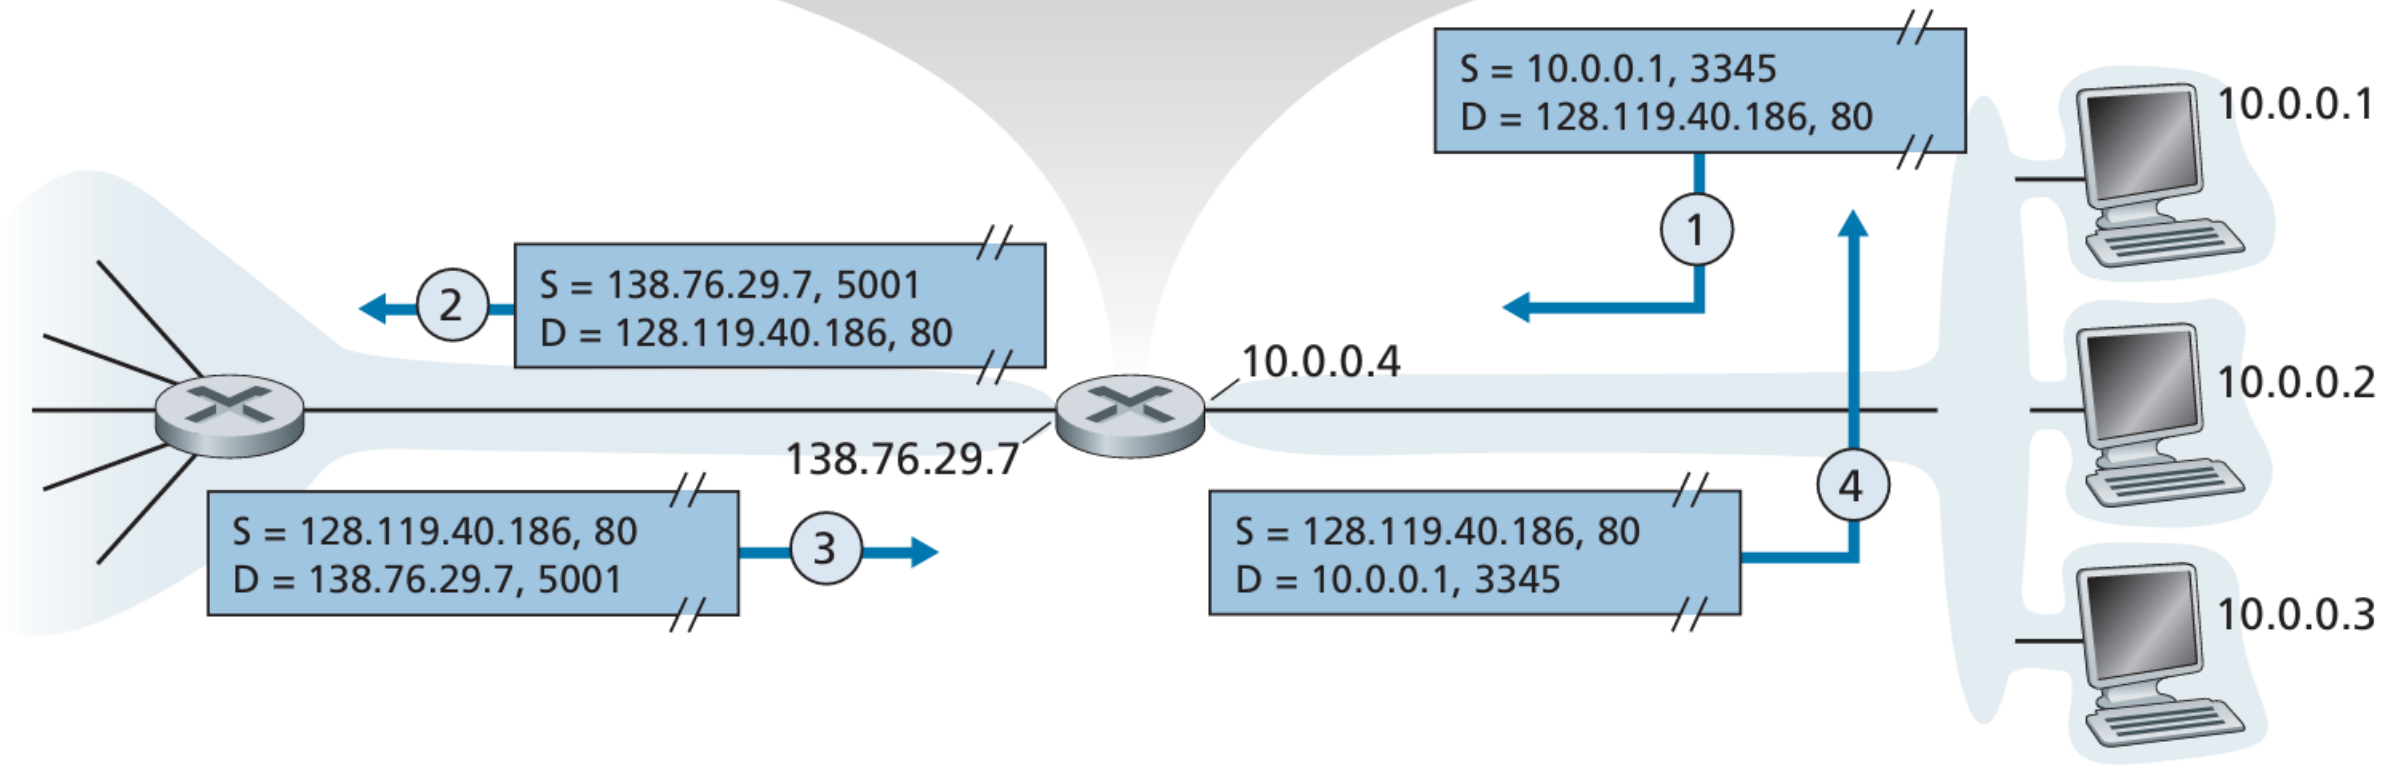 S = 10.0.0.1, 3345
D = 128.119.40.186, 80
10.0.0.1
1
2
S = 138.76.29.7, 5001
D = 128.119.40.186, 80
10.0.0.4
10.0.0.2
138.76.29.7
S = 128.119.40.186, 80
D = 138.76.29.7, 5001
3
S = 128.119.40.186, 80
D = 10.0.0.1, 3345
4
10.0.0.3